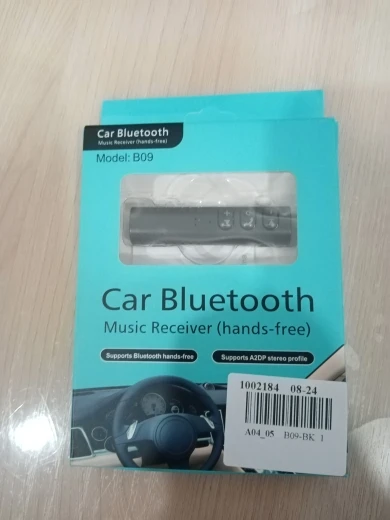 Car Bluetooth
Music Receiver (hands-free)
Model: B09
Car Bluetooth
Music Receiver (hands-free)
Supports Bluetooth hands-free
Supports A2DP stereo profile
1002184 08-24
A04_05 B09-BK 1